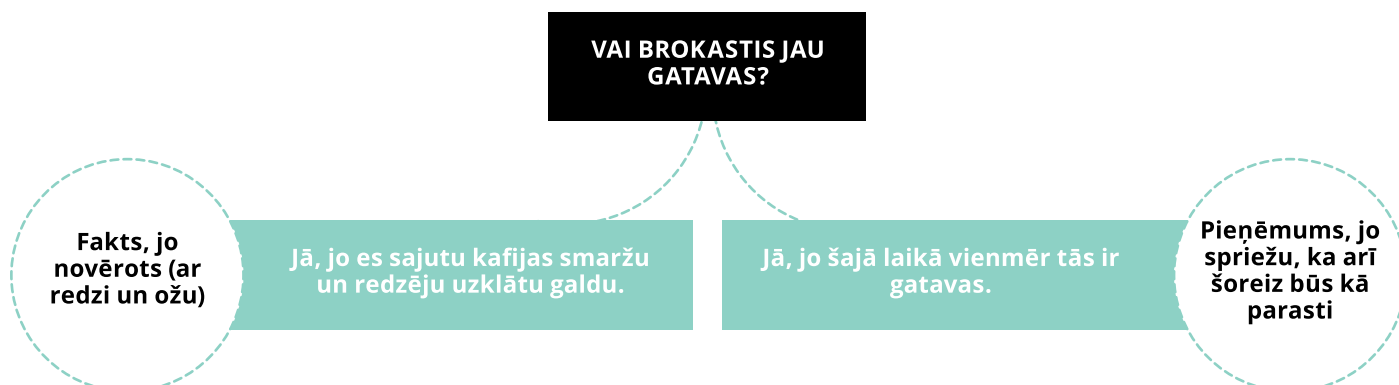 VAI BROKASTIS JAU
GATAVAS?
Fakts, jo
novērots (ar
redzi un ožu)
Jā, jo es sajutu kafijas smaržu
un redzēju uzklātu galdu.
Jā, jo šajā laikā vienmēr tās ir
gatavas.
Pieņēmums, jo
spriežu, ka arī
šoreiz būs kā
parasti